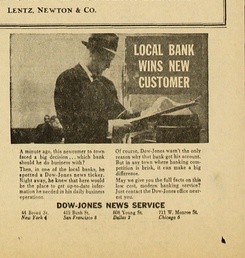 LENTZ, NEWTON & CO.
LOCAL BANK
WINS NEW
CUSTOMER
A minute ago, this newcomer to town
faced a big decision . . . which bank
should he do business with?
Then, in one of the local banks, he
spotted a Dow-Jones news ticker.
Right away, he knew that here would
be the place to get up-to-date infor-
mation he needed in his daily business
dealings.
Of course, Dow-Jones wasn't the only
reason why that bank got his account.
But in any town where banking com-
petition is brisk, it can make a big
difference.
May we give you the full facts on this
low cost, modern banking service?
Just contact the Dow-Jones office near-
est you.
DOW-JONES NEWS SERVICE
44 Broad St.
New York 4
415 Bush St.
San Francisco 8
Young St.
Dallas 2
711 W. Monroe St.
Chicago 6